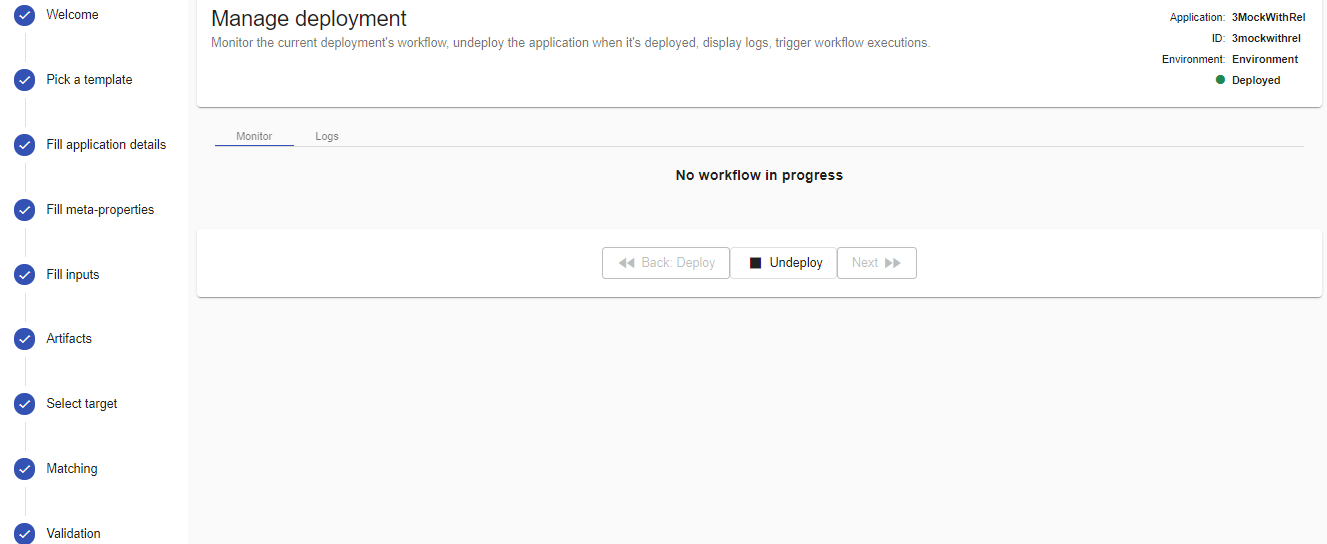 Welcome
Pick a template
Fill application details
Fill meta-properties
Fill inputs
Artifacts
Select target
Matching
Validation
Manage deployment
Monitor the current deployment's workflow, undeploy the application when it's deployed, display logs, trigger workflow executions.
Application: 3MockWithRel
ID: 3mockwithrel
Environment: Environment
Deployed
Monitor Logs
No workflow in progress
Back: Deploy Undeploy Next